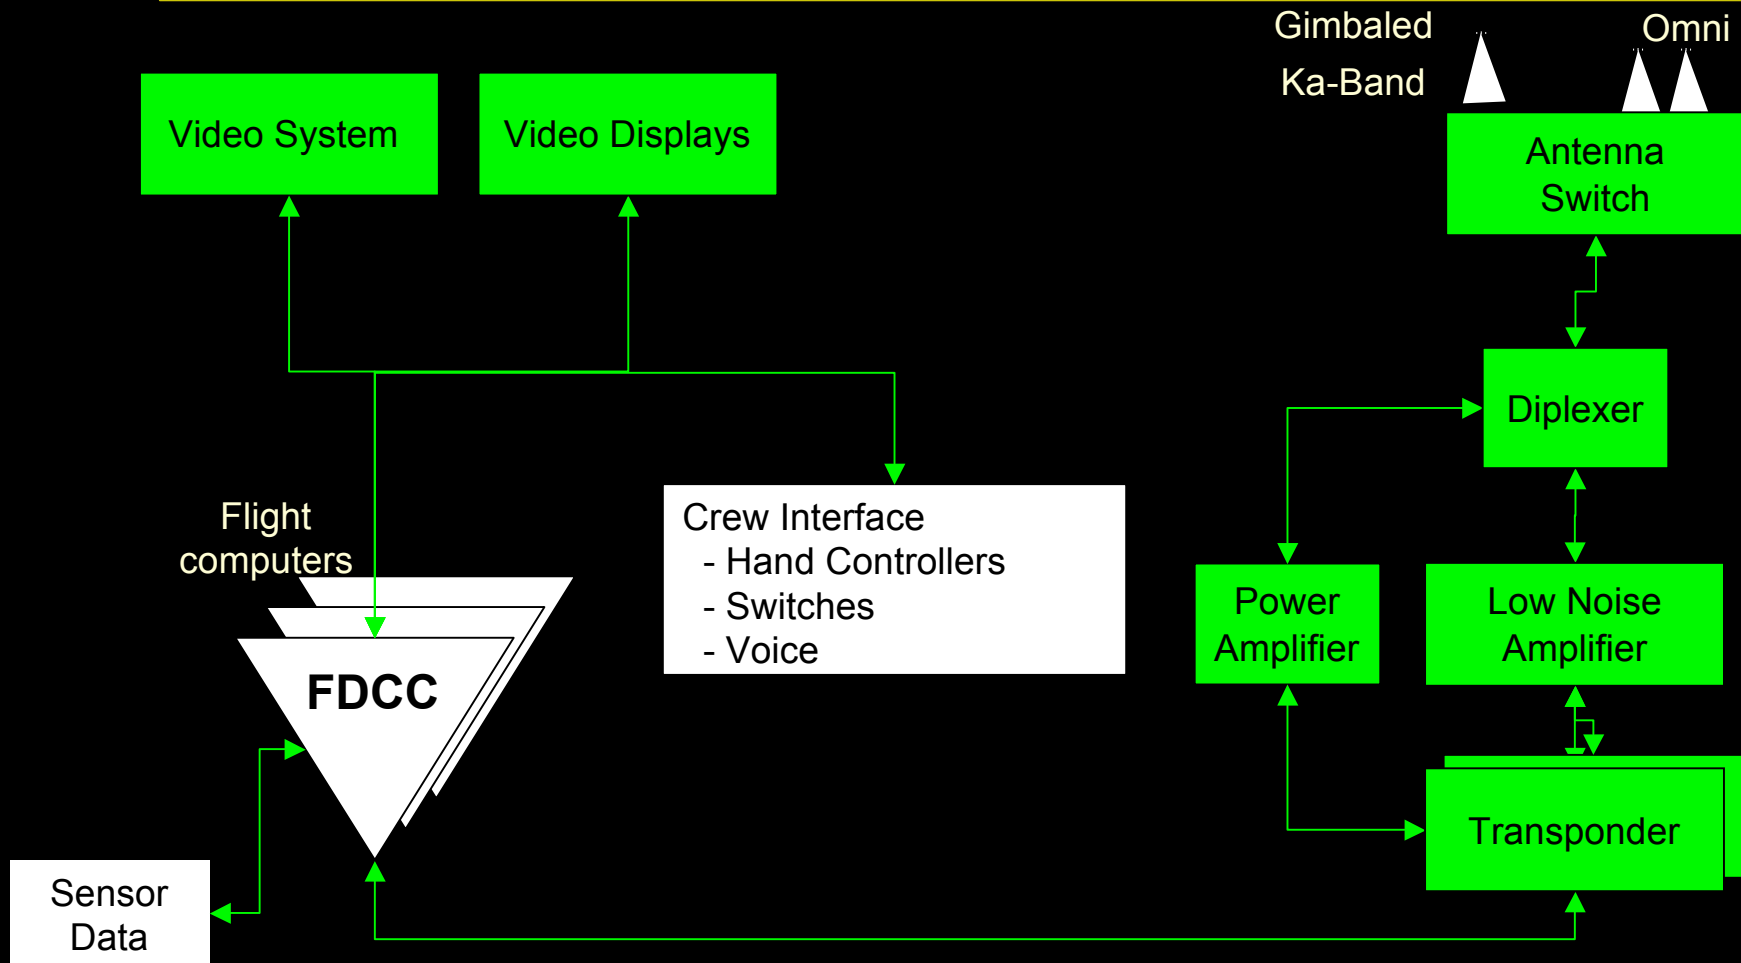 Gimbaled
Ka-Band
Omni
Video System
Video Displays
Antenna
Switch
Diplexer
Flight
computers
Crew Interface
- Hand Controllers
- Switches
- Voice
Power
Amplifier
Low Noise
Amplifier
FDCC
Transponder
Sensor
Data